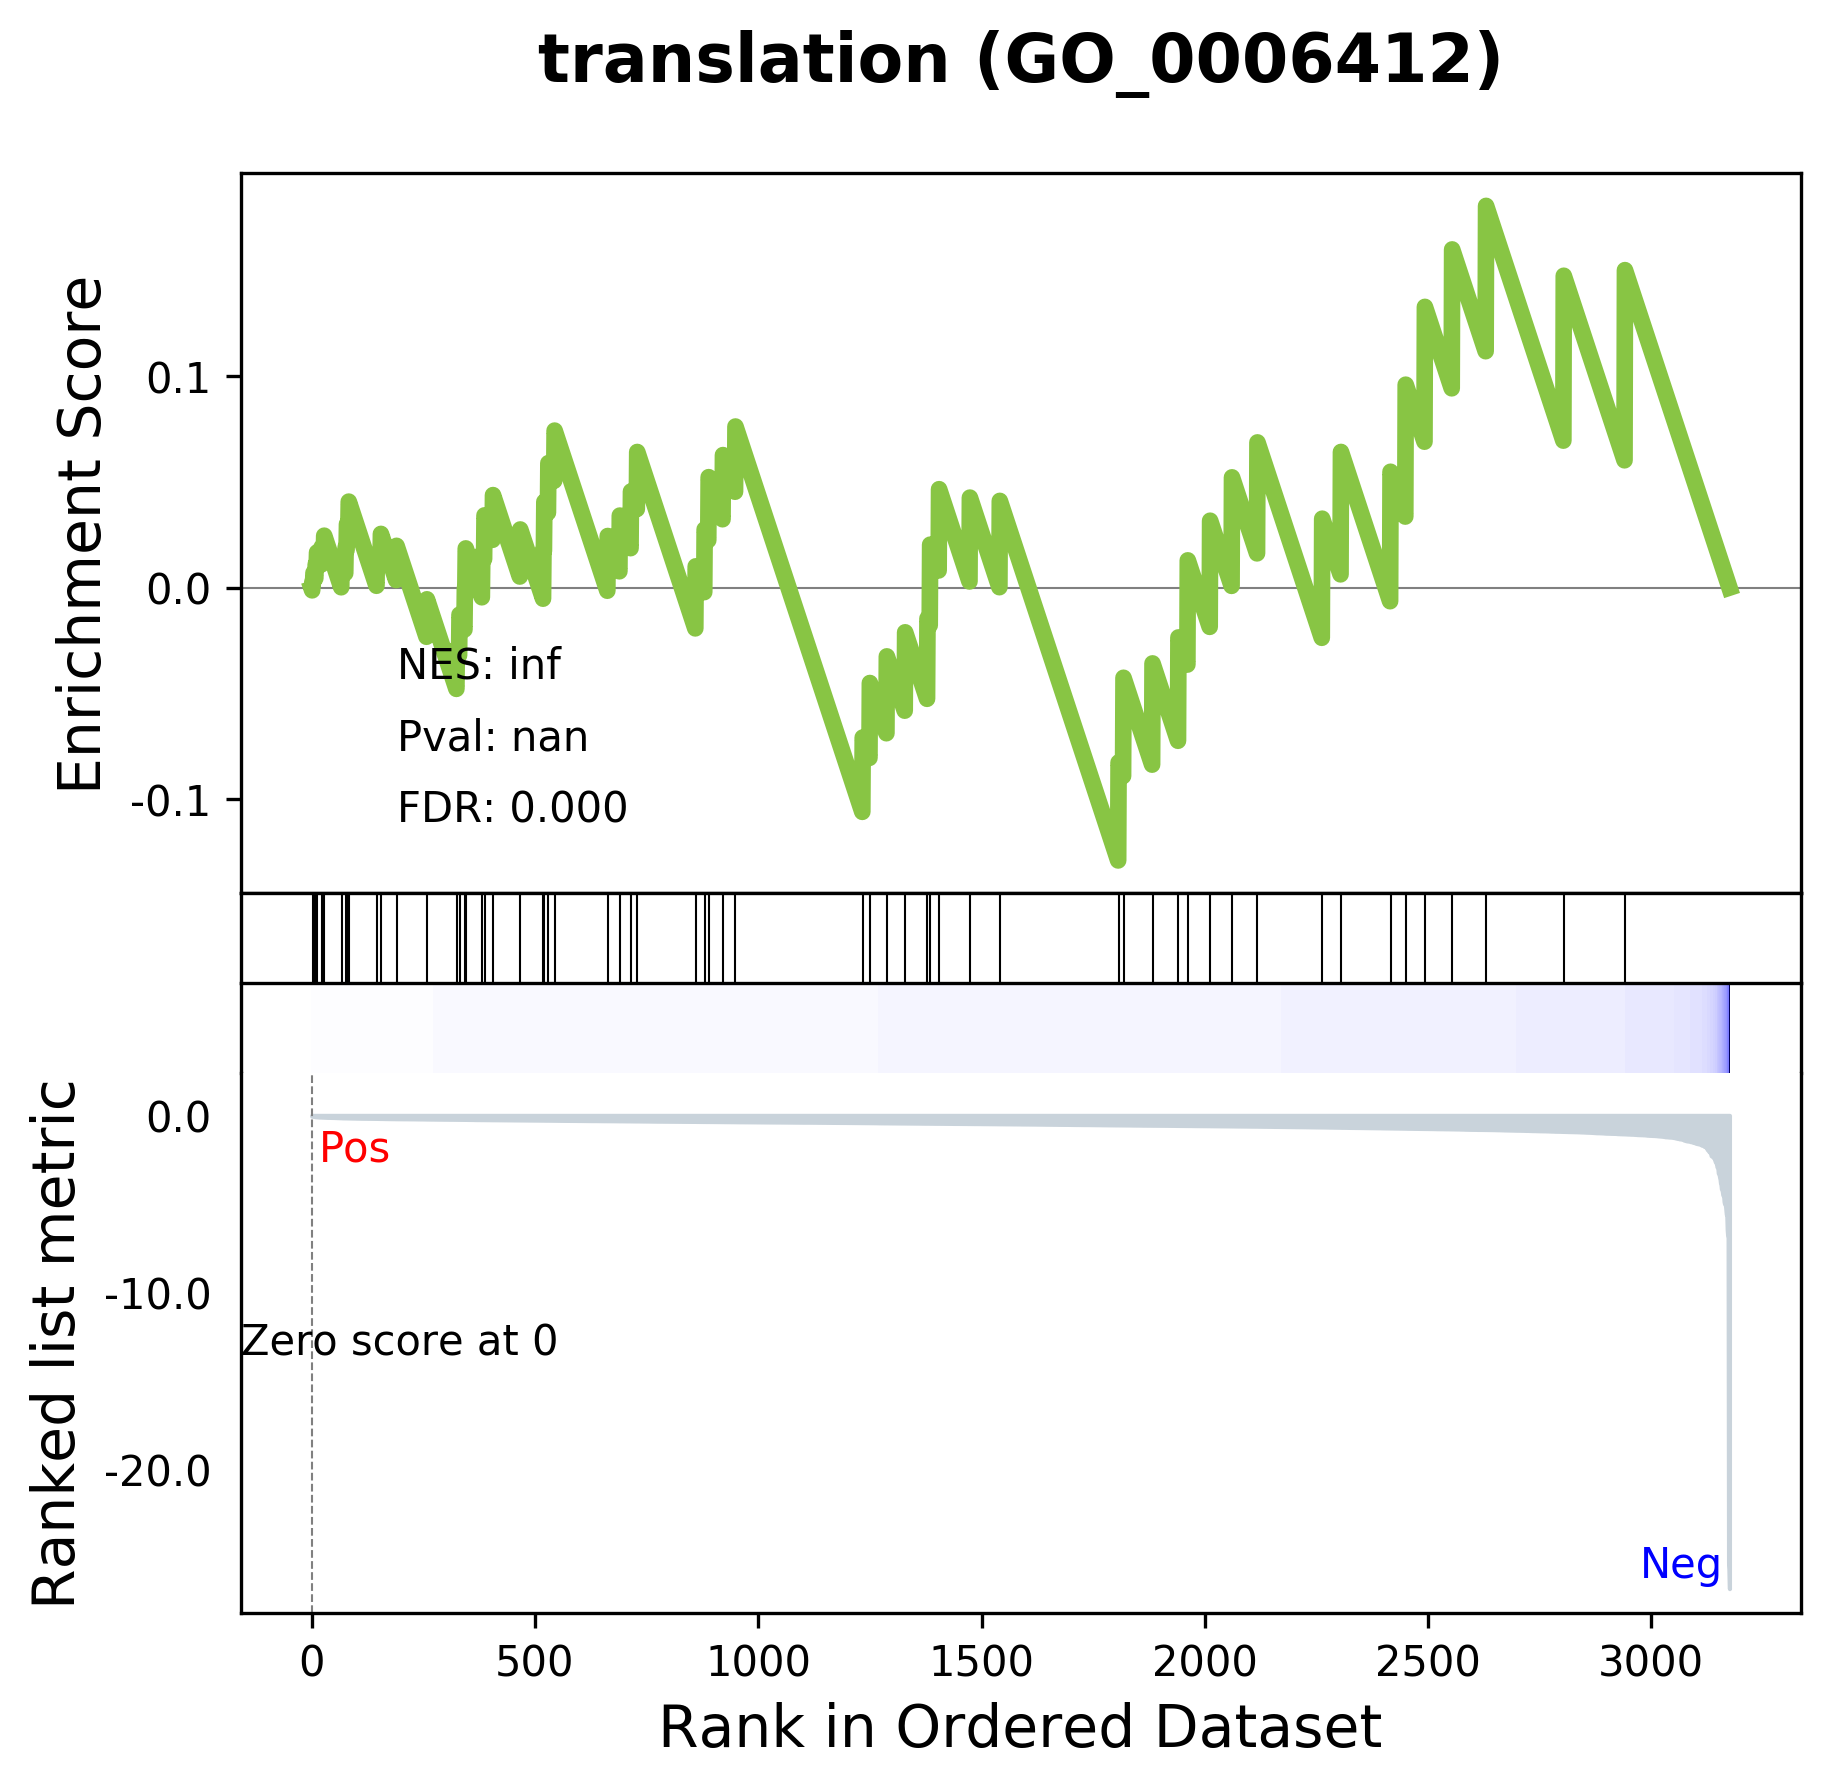 translation (GO_0006412)
Enrichment Score
0.1
0.0
-0.1
NES: inf
Pval: nan
FDR: 0.000
Ranked list metric
0.0
-10.0
-20.0
Pos
Zero score at 0
Neg
0 500 1000 1500 2000 2500 3000
Rank in Ordered Dataset